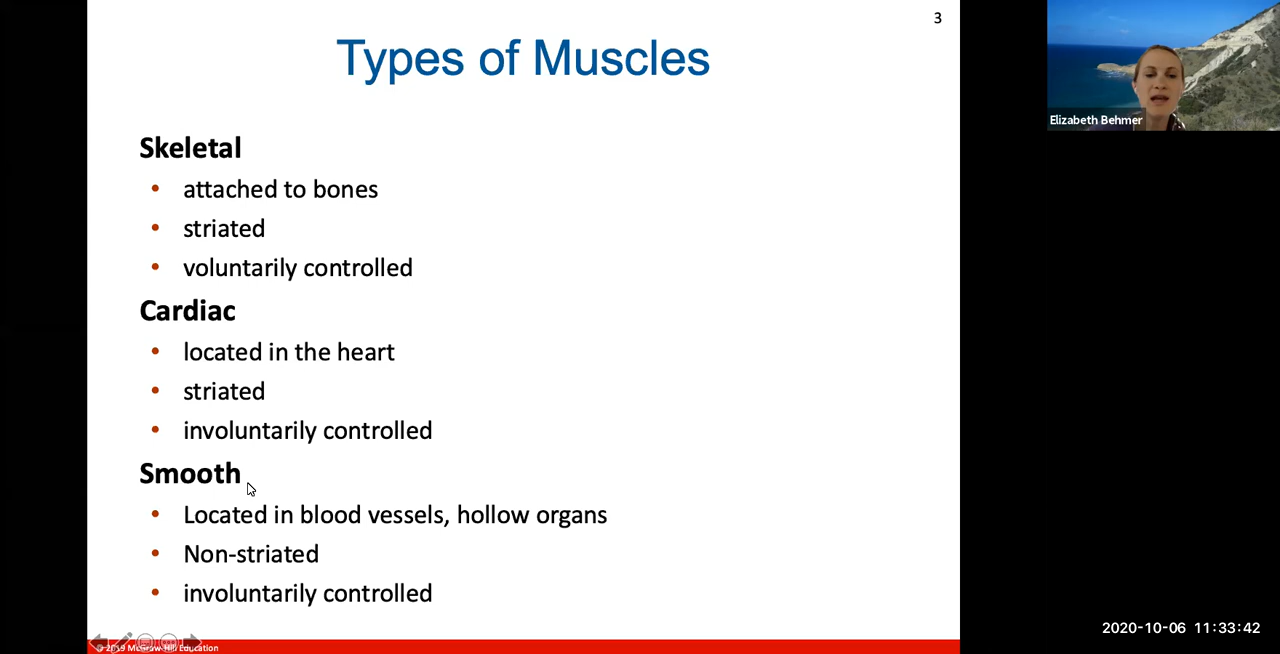 3
Types of Muscles
Elizabeth Behmer
Skeletal
• attached to bones
• striated
• voluntarily controlled
Cardiac
• located in the heart
• striated
• involuntarily controlled
Smooth
• Located in blood vessels, hollow organs
• Non-striated
• involuntarily controlled
2020-10-06 11:33:42
© 2019 McGraw-Hill Education